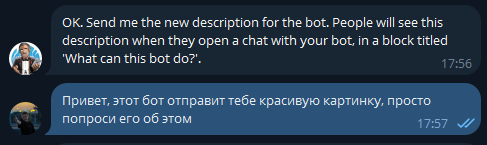 OK. Send me the new description for the bot. People will see this
description when they open a chat with your bot, in a block titled
'What can this bot do?'.
17:56
Привет, этот бот отправит тебе красивую картинку, просто
попроси его об этом
17:57